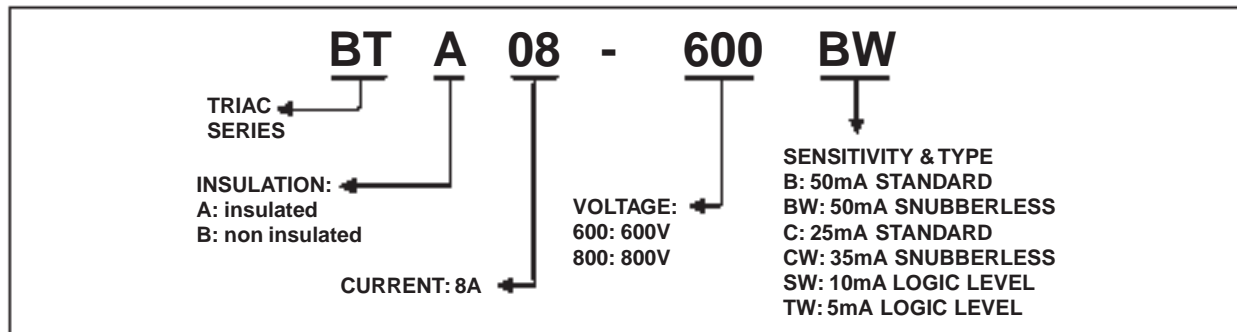 BT A 08 - 600 BW
TRIAC
SERIES
INSULATION:
A: insulated
B: non insulated
CURRENT: 8A
VOLTAGE:
600: 600V
800: 800V
SENSITIVITY & TYPE
B: 50mA STANDARD
BW: 50mA SNUBBERLESS
C: 25mA STANDARD
CW: 35mA SNUBBERLESS
SW: 10mA LOGIC LEVEL
TW: 5mA LOGIC LEVEL